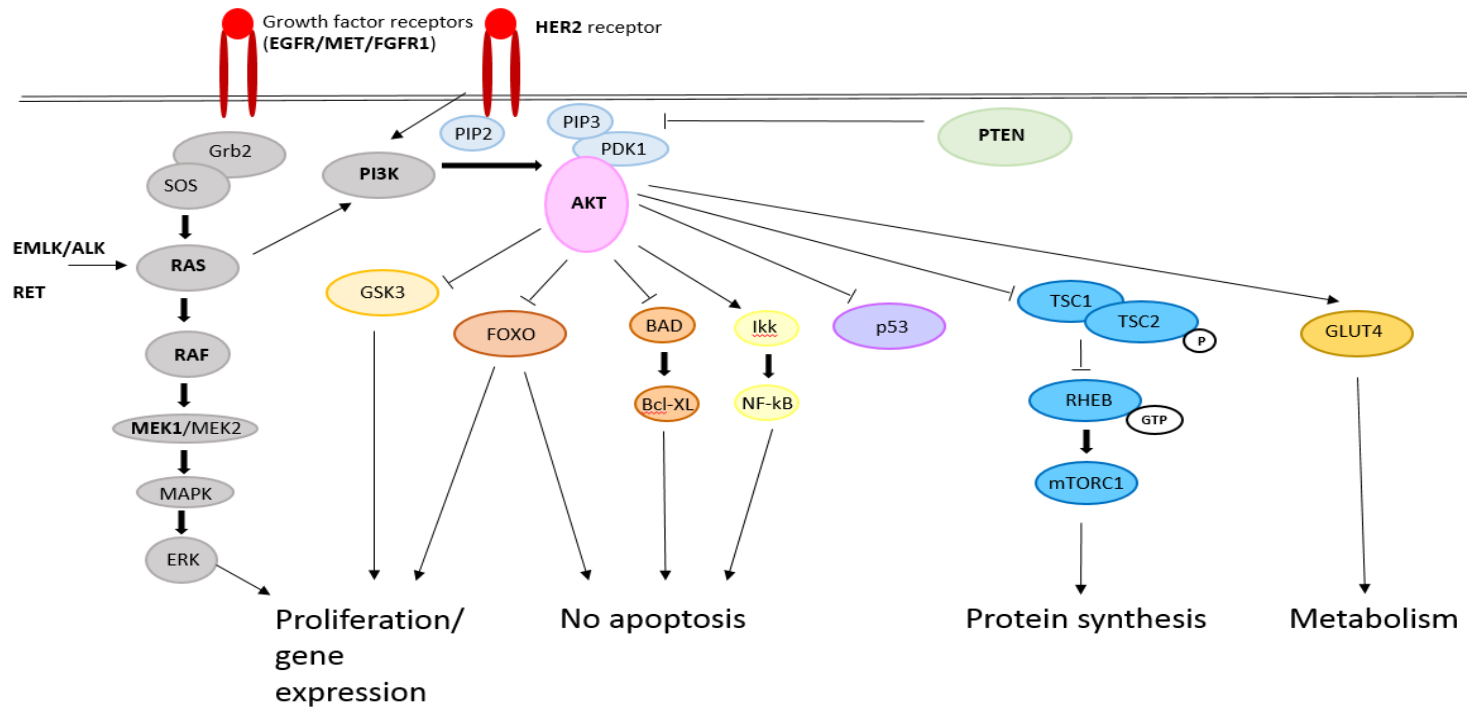 Growth factor receptors
(EGFR/MET/FGFR1)
HER2 receptor
PIP2
PIP3
PDK1
PTEN
Grb2
SOS
PI3K
AKT
EMLK/ALK
RET
RAS
GSK3
FOXO
BAD
Ikk
p53
TSC1
TSC2
P
GLUT4
RAF
Bcl-XL
NF-kB
RHEB
GTP
MEK1/MEK2
mTORC1
MAPK
ERK
Proliferation/
gene
expression
No apoptosis
Protein synthesis
Metabolism